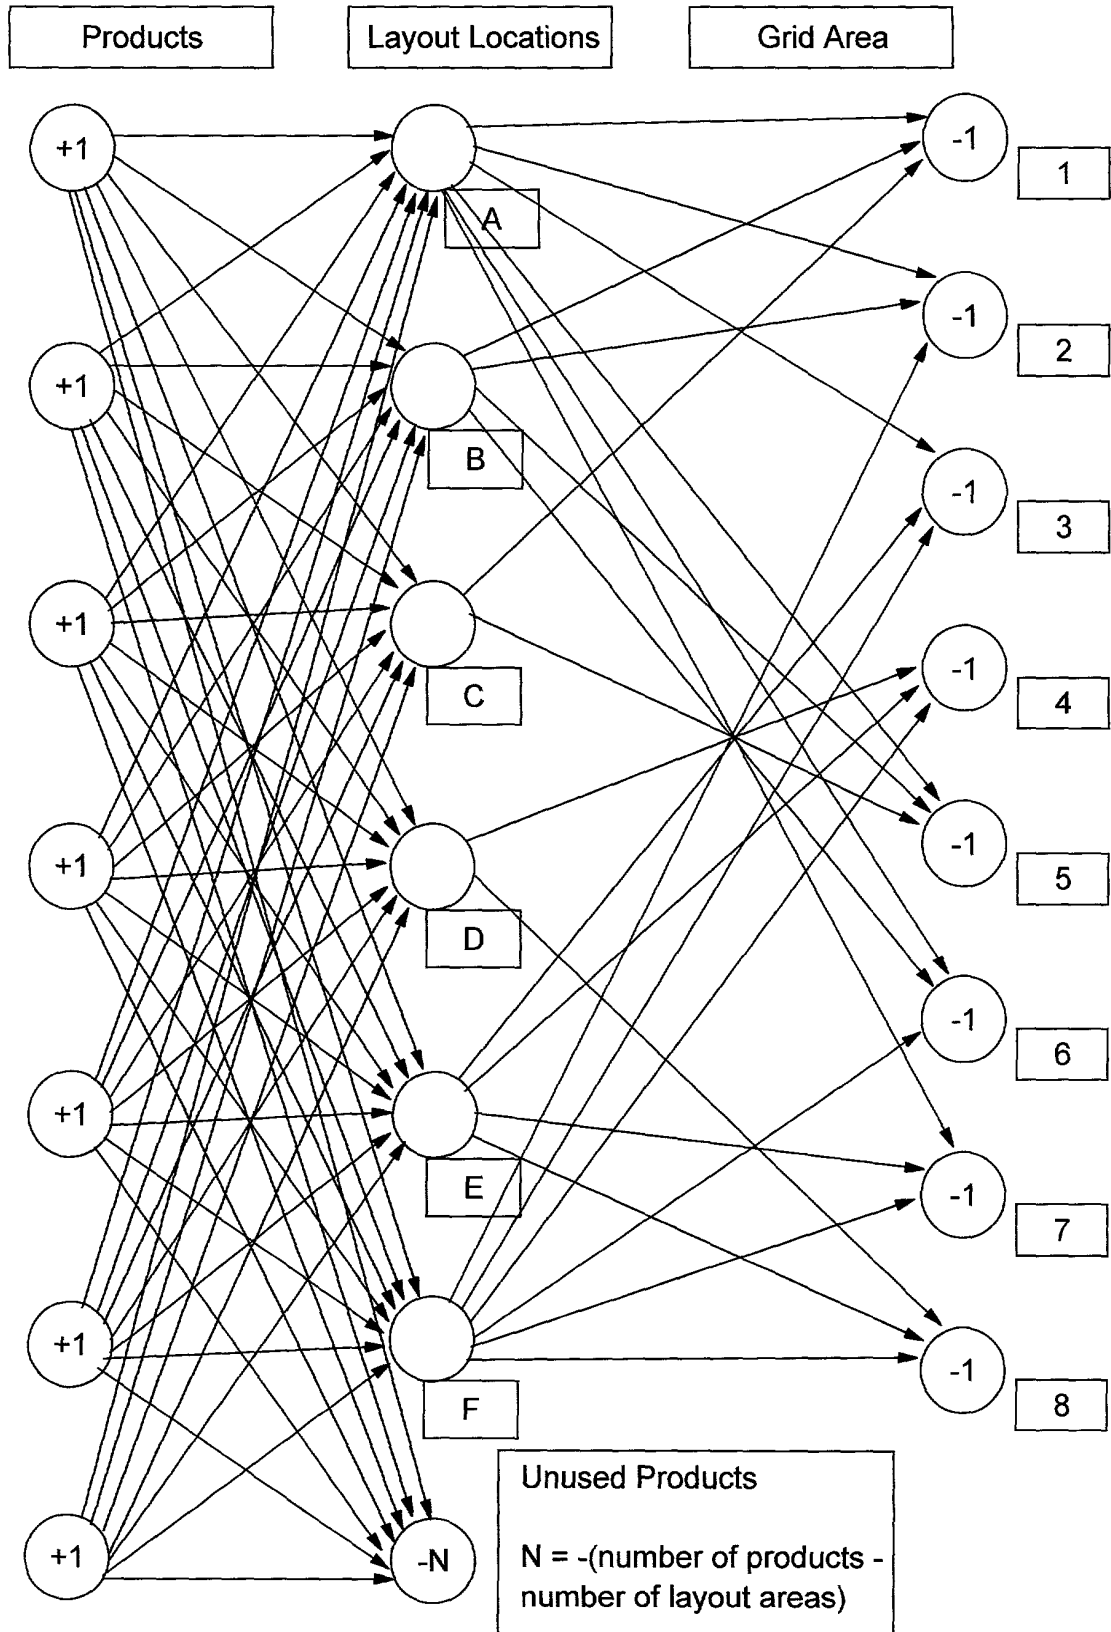 Products
Layout Locations
Grid Area
+1
+1
+1
+1
+1
+1
+1
A
B
C
D
E
F
-N
-1
1
-1
2
-1
3
-1
4
-1
5
-1
6
-1
7
-1
8
Unused Products
N = -(number of products -
number of layout areas)